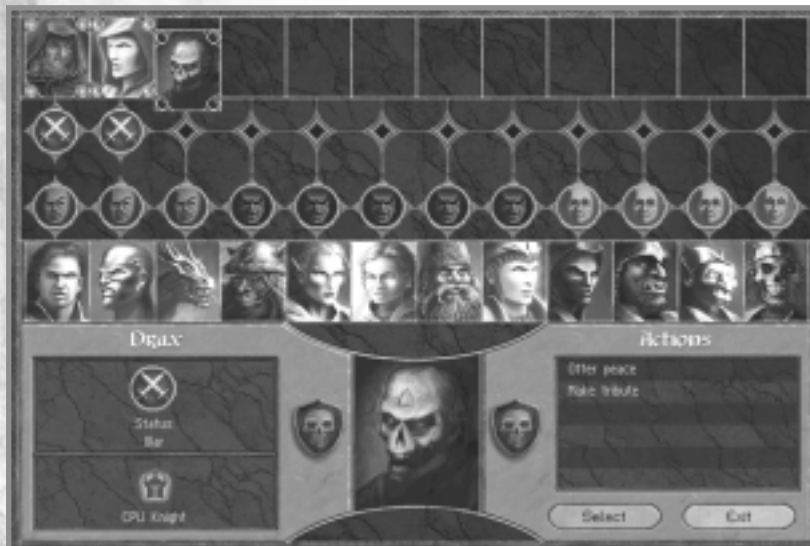 Drax
Status
War
CPU Knight
Actions
Offer peace
Make tribute
Select
Exit